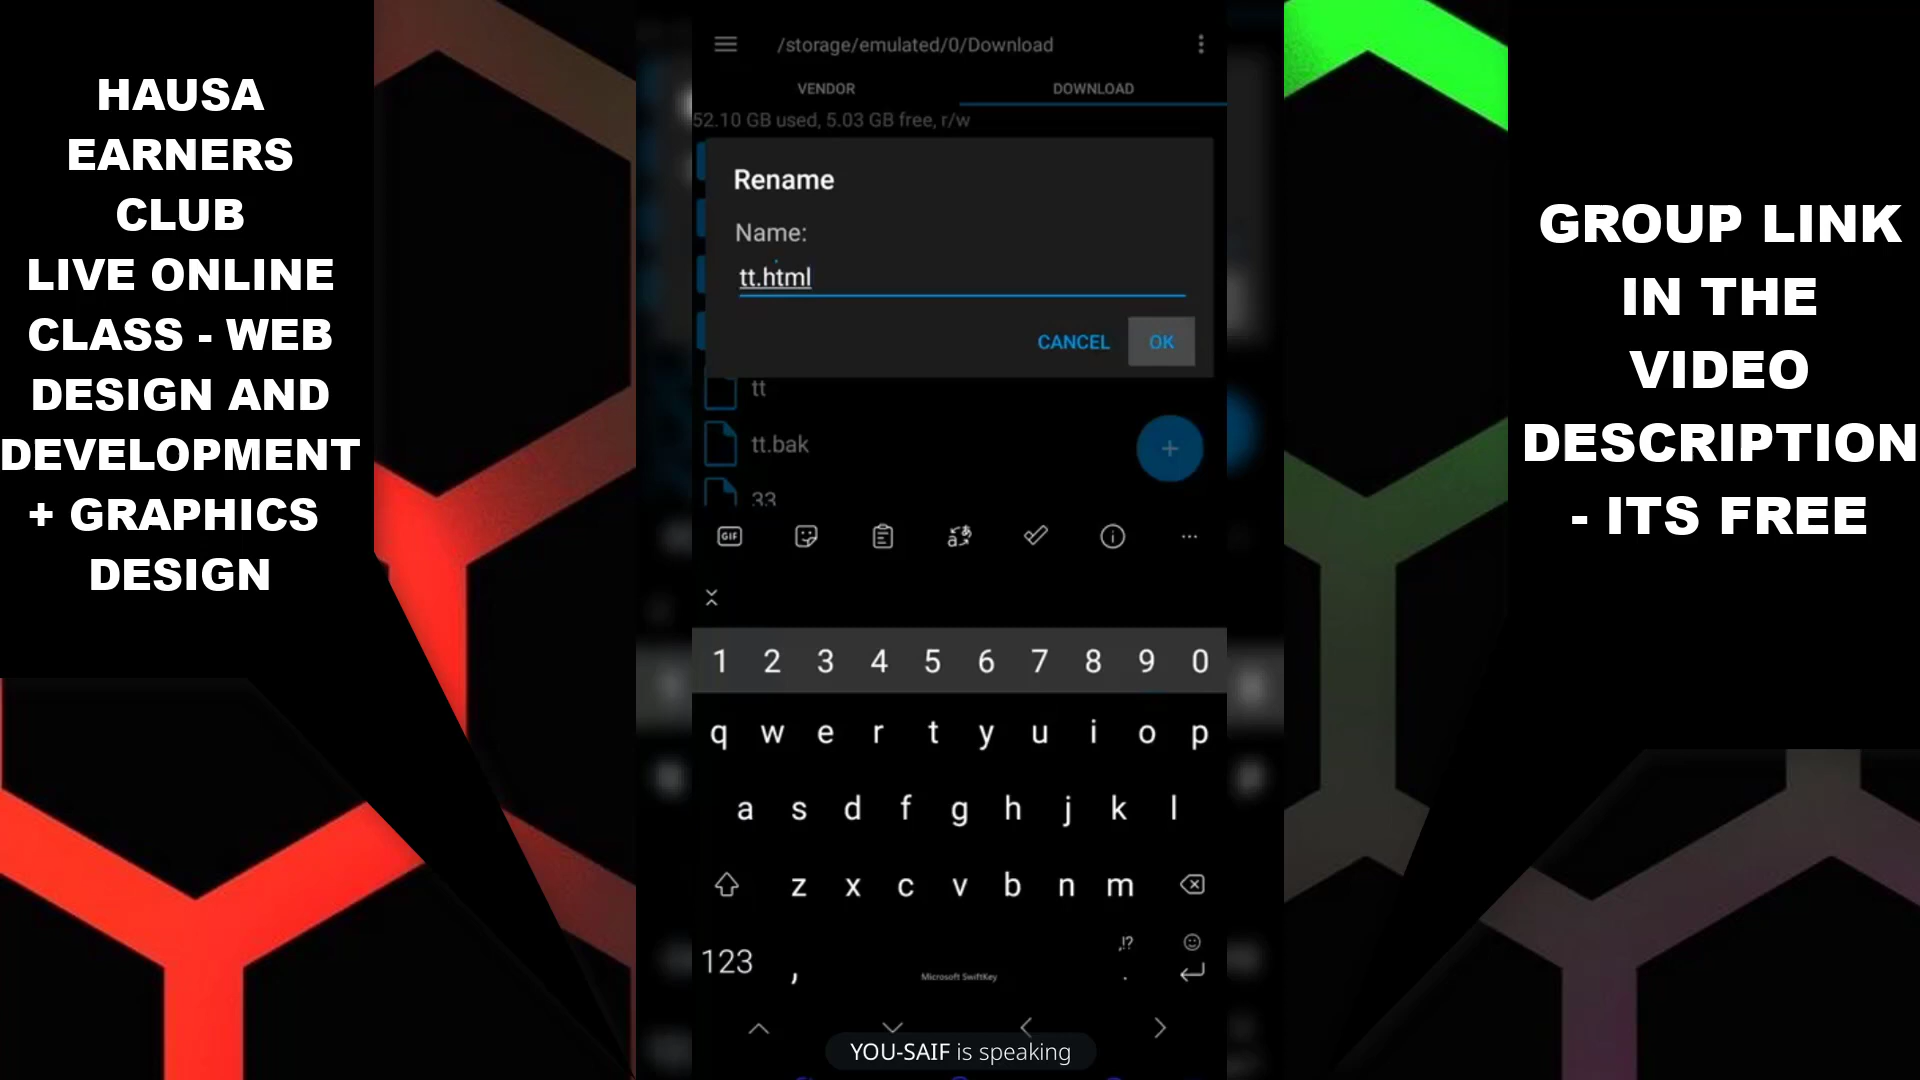 HAUSA
EARNERS
CLUB
LIVE ONLINE
CLASS - WEB
DESIGN AND
DEVELOPMENT
+ GRAPHICS
DESIGN
/storage/emulated/0/Download
VENDOR
DOWNLOAD
52.10 GB used, 5.03 GB free, r/w
Rename
Name:
tt.html
CANCEL
OK
tt
tt.bak
33
GIF
1 2 3 4 5 6 7 8 9 0
q w e r t y u i o p
a s d f g h j k l
z x c v b n m
,!?
123 , .
Microsoft SwiftKey
YOU-SAIF is speaking
GROUP LINK
IN THE
VIDEO
DESCRIPTION
- ITS FREE